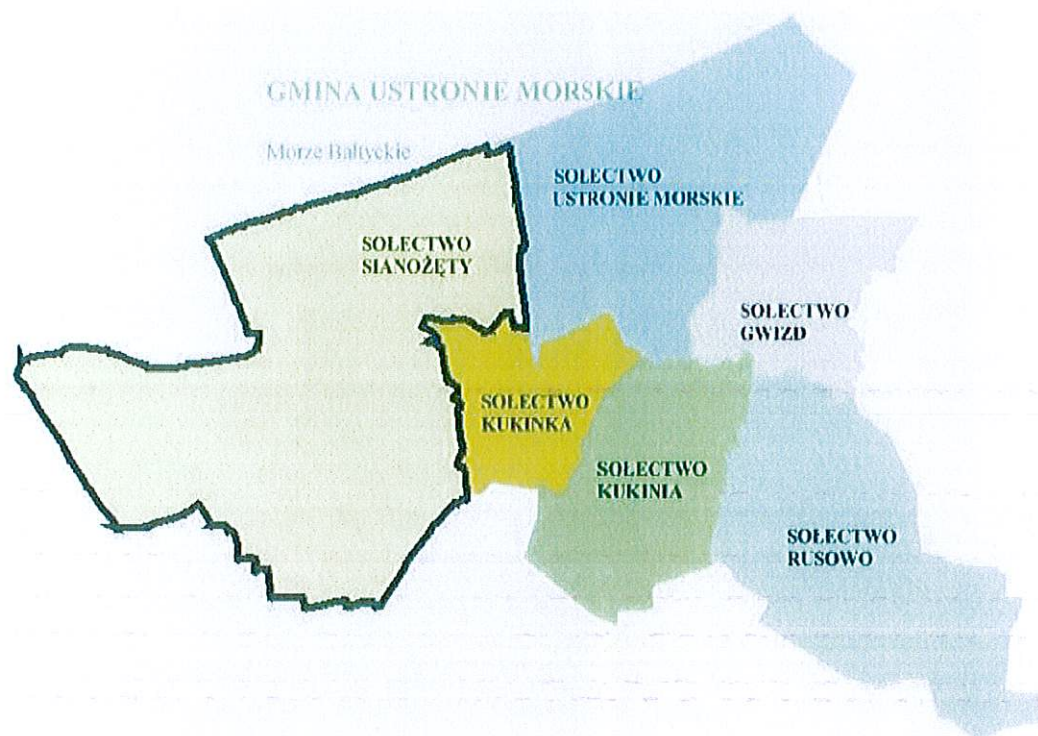 GMINA USTRONIE MORSKIE
Morze Bałtyckie
SOŁECTWO
USTRONIE MORSKIE
SOŁECTWO
SIANOŻĘTY
SOŁECTWO
GWIZD
SOŁECTWO
KUKINKA
SOŁECTWO
KUKINIA
SOŁECTWO
RUSOWO